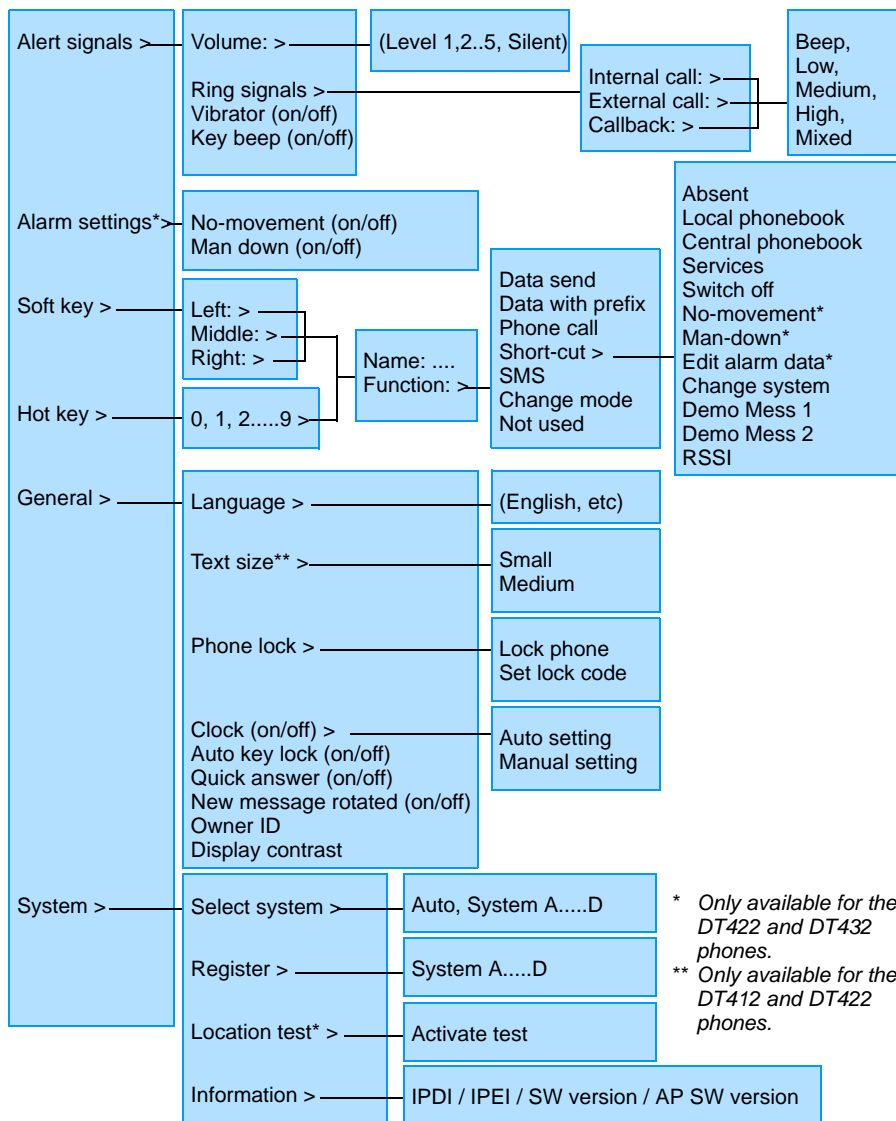 Alert signals >
Volume: >
(Level 1,2..5, Silent)
Ring signals >
Vibrator (on/off)
Key beep (on/off)
Internal call: >
External call: >
Callback: >
Beep,
Low,
Medium,
High,
Mixed
Alarm settings*>
No-movement (on/off)
Man down (on/off)
Soft key >
Left: >
Middle: >
Right: >
Hot key >
0, 1, 2.....9 >
Name: ....
Function: >
Data send
Data with prefix
Phone call
Short-cut >
SMS
Change mode
Not used
Absent
Local phonebook
Central phonebook
Services
Switch off
No-movement*
Man-down*
Edit alarm data*
Change system
Demo Mess 1
Demo Mess 2
RSSI
General >
Language >
(English, etc)
Text size** >
Small
Medium
Phone lock >
Lock phone
Set lock code
Clock (on/off) >
Auto setting
Manual setting
Auto key lock (on/off)
Quick answer (on/off)
New message rotated (on/off)
Owner ID
Display contrast
System >
Select system >
Auto, System A.....D
Register >
System A.....D
Location test* >
Activate test
Information >
IPDI / IPEI / SW version / AP SW version
* Only available for the
DT422 and DT432
phones.
** Only available for the
DT412 and DT422
phones.